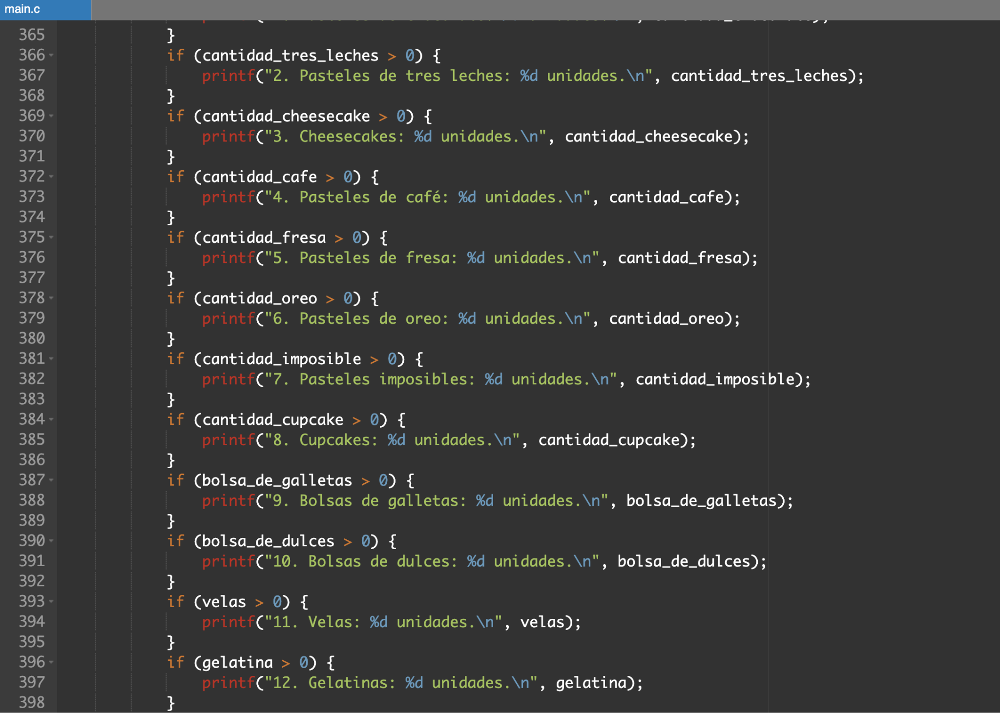 main.c
365 }
366 if (cantidad_tres_leches > 0) {
367 printf("2. Pasteles de tres leches: %d unidades.\n", cantidad_tres_leches);
368 }
369 if (cantidad_cheesecake > 0) {
370 printf("3. Cheesecakes: %d unidades.\n", cantidad_cheesecake);
371 }
372 if (cantidad_cafe > 0) {
373 printf("4. Pasteles de café: %d unidades.\n", cantidad_cafe);
374 }
375 if (cantidad_fresa > 0) {
376 printf("5. Pasteles de fresa: %d unidades.\n", cantidad_fresa);
377 }
378 if (cantidad_oreo > 0) {
379 printf("6. Pasteles de oreo: %d unidades.\n", cantidad_oreo);
380 }
381 if (cantidad_imposible > 0) {
382 printf("7. Pasteles imposibles: %d unidades.\n", cantidad_imposible);
383 }
384 if (cantidad_cupcake > 0) {
385 printf("8. Cupcakes: %d unidades.\n", cantidad_cupcake);
386 }
387 if (bolsa_de_galletas > 0) {
388 printf("9. Bolsas de galletas: %d unidades.\n", bolsa_de_galletas);
389 }
390 if (bolsa_de_dulces > 0) {
391 printf("10. Bolsas de dulces: %d unidades.\n", bolsa_de_dulces);
392 }
393 if (velas > 0) {
394 printf("11. Velas: %d unidades.\n", velas);
395 }
396 if (gelatina > 0) {
397 printf("12. Gelatinas: %d unidades.\n", gelatina);
398 }